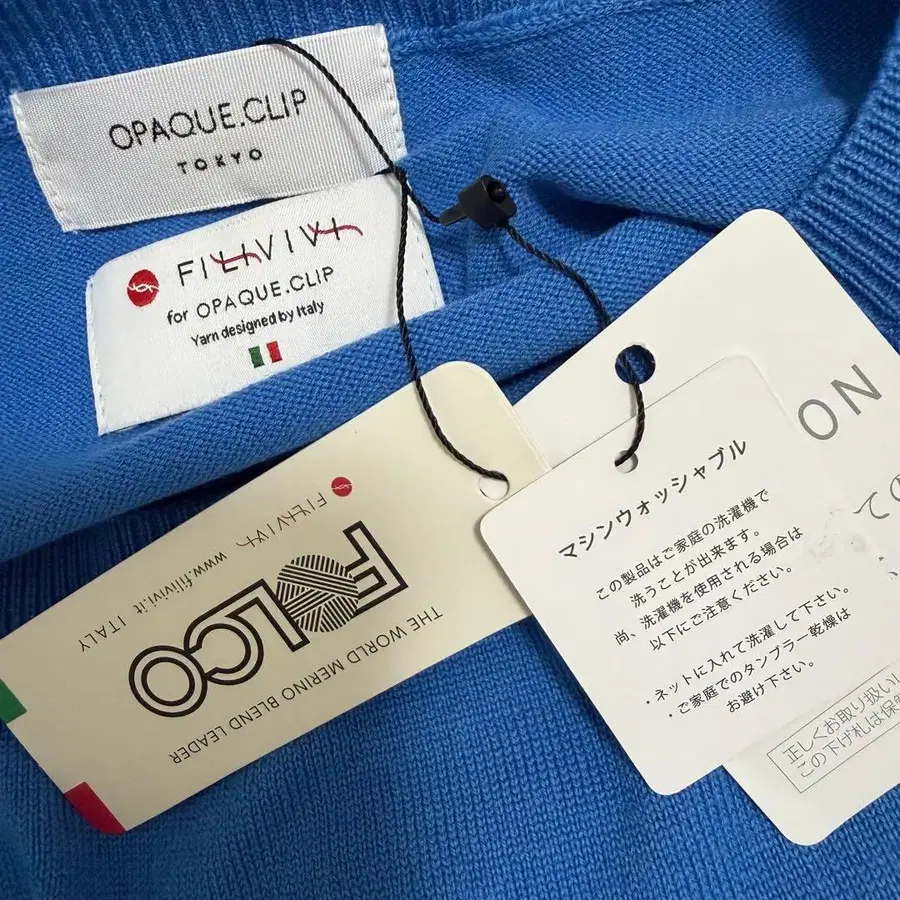 OPAQUE.CLIP
TOKYO
FILIVIVI
for OPAQUE.CLIP
Yarn designed by Italy
FILIVIVI
www.filivivi.it ITALY
FOLCO
THE WORLD MERINO BLEND LEADER
マシンウォッシャブル
この製品はご家庭の洗濯機で
洗うことが出来ます。
尚、洗濯機を使用される場合は
以下にご注意ください。
・ネットに入れて洗濯して下さい。
・ご家庭でのタンブラー乾燥は
お避け下さい。
ON
ての
正しくお取り扱い
この下げ札は保